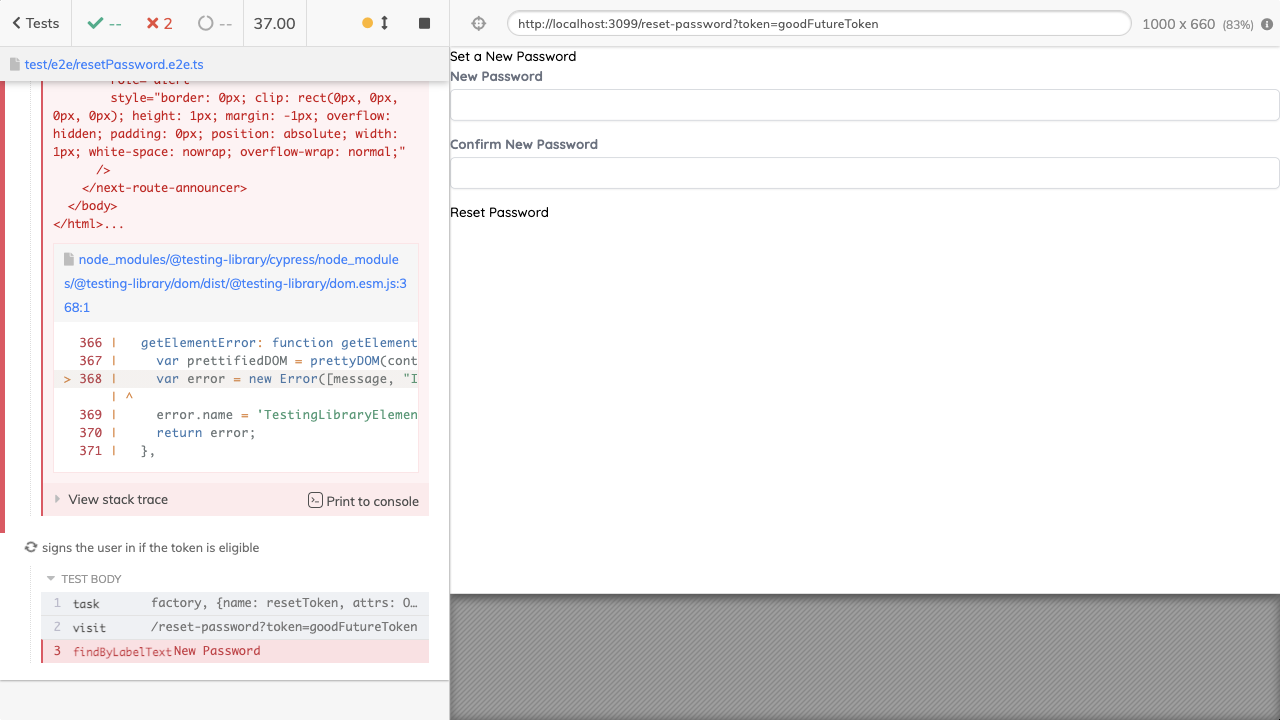 Tests
--
2
--
37.00
http://localhost:3099/reset-password?token=goodFutureToken
1000 x 660 (83%)
test/e2e/resetPassword.e2e.ts
role="alert"
style="border: 0px; clip: rect(0px, 0px,
0px, 0px); height: 1px; margin: -1px; overflow:
hidden; padding: 0px; position: absolute; width:
1px; white-space: nowrap; overflow-wrap: normal;"
/>
</next-route-announcer>
</body>
</html>...
node_modules/@testing-library/cypress/node_module
s/@testing-library/dom/dist/@testing-library/dom.esm.js:3
68:1
366 | getElementError: function getElement
367 | var prettifiedDOM = prettyDOM(cont
> 368 | var error = new Error([message, "I
| ^
369 | error.name = 'TestingLibraryElemen
370 | return error;
371 | },
View stack trace
Print to console
signs the user in if the token is eligible
TEST BODY
1 task factory, {name: resetToken, attrs: O…
2 visit /reset-password?token=goodFutureToken
3 findByLabelText New Password
Set a New Password
New Password
Confirm New Password
Reset Password